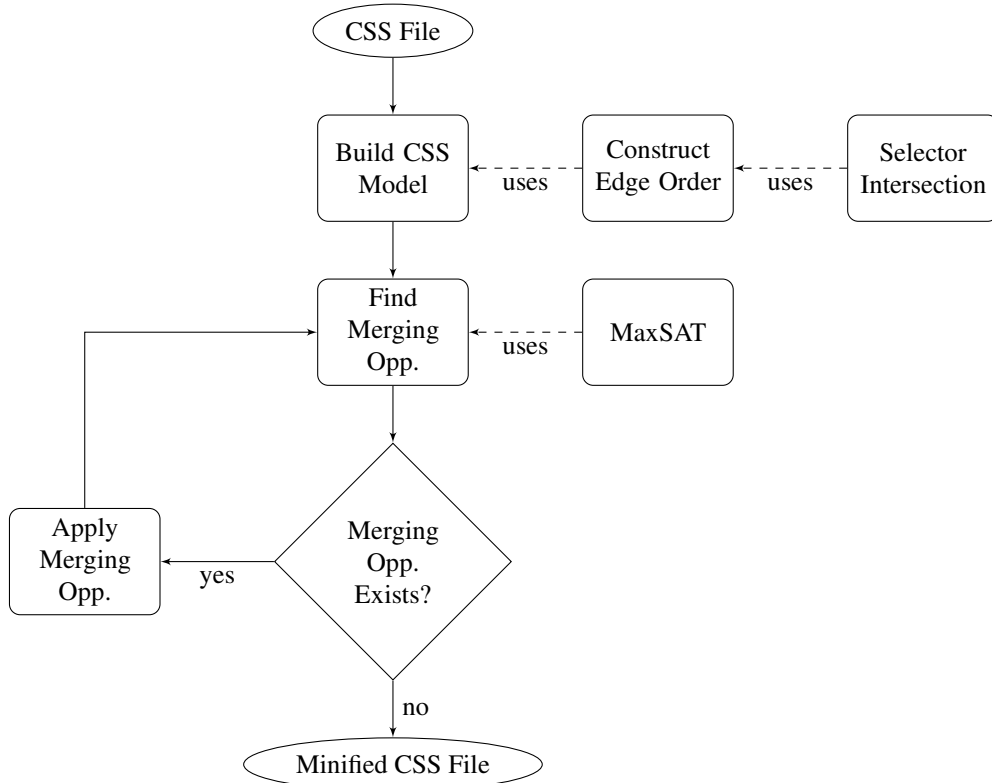 CSS File
Build CSS
Model
uses
Construct
Edge Order
uses
Selector
Intersection
Find
Merging
Opp.
uses
MaxSAT
Merging
Opp.
Exists?
yes
Apply
Merging
Opp.
no
Minified CSS File